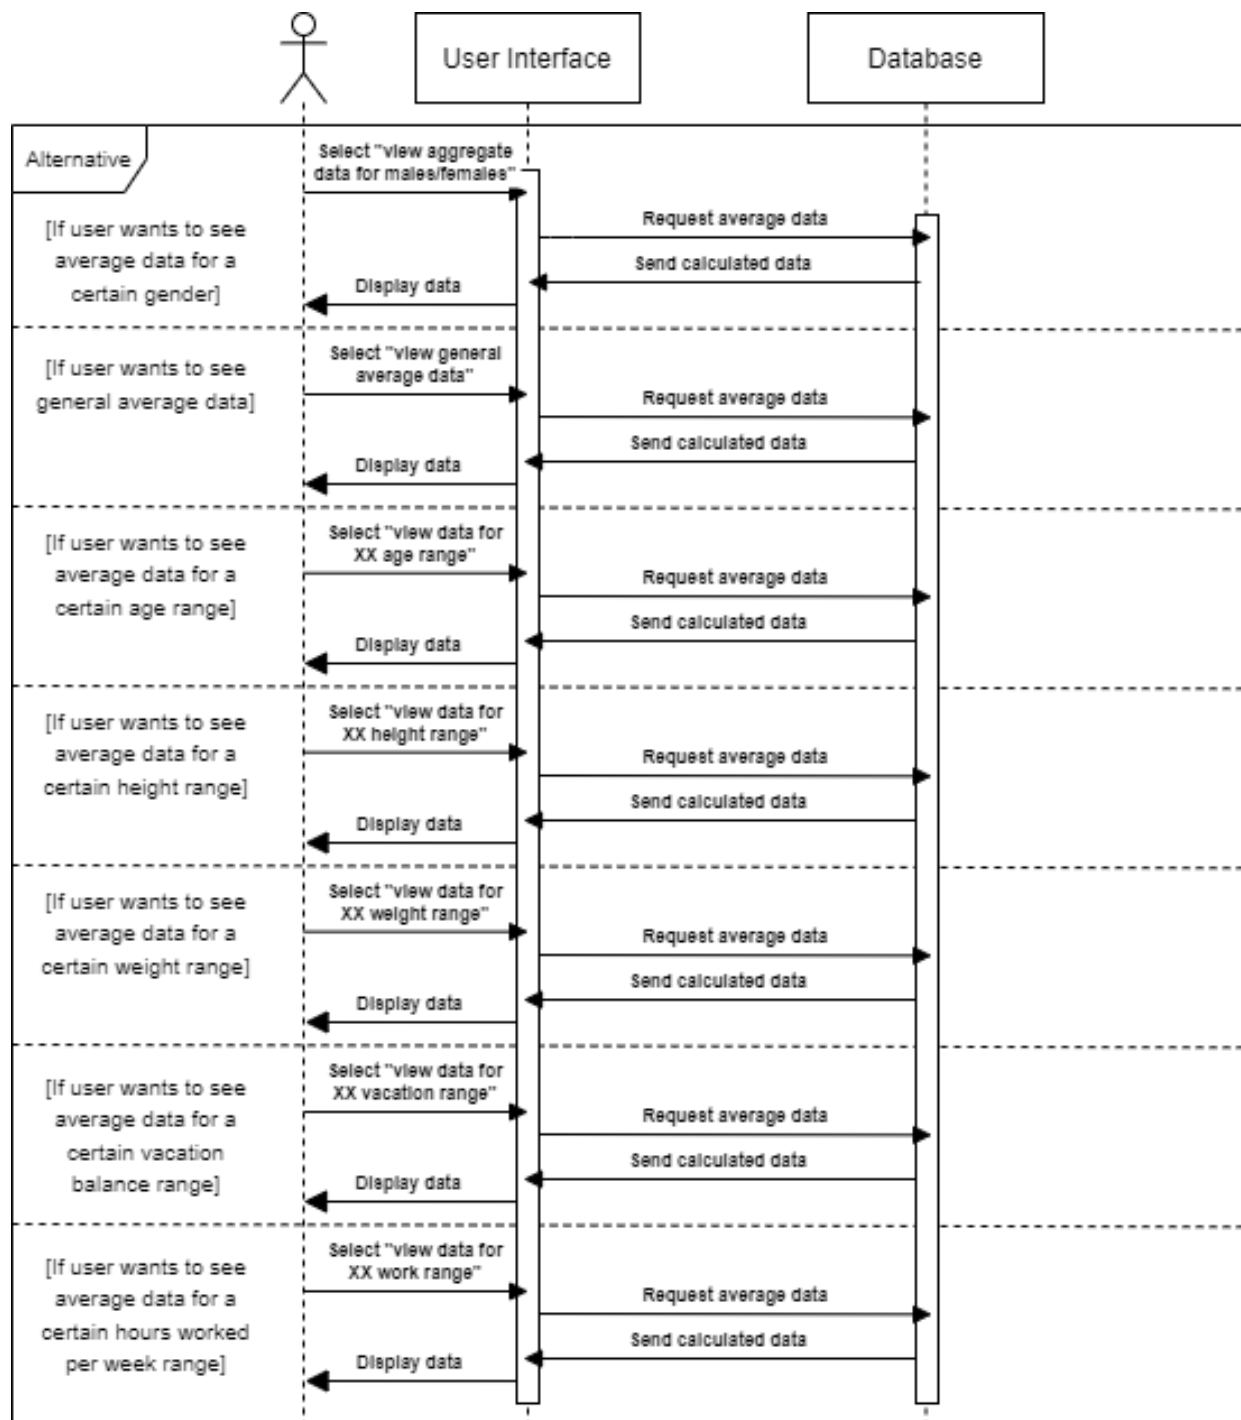 User Interface
Database
Alternative
Select "view aggregate
data for males/females"
[If user wants to see
average data for a
certain gender]
Request average data
Send calculated data
Display data
[If user wants to see
general average data]
Select "view general
average data"
Request average data
Send calculated data
Display data
[If user wants to see
average data for a
certain age range]
Select "view data for
XX age range"
Request average data
Send calculated data
Display data
[If user wants to see
average data for a
certain height range]
Select "view data for
XX height range"
Request average data
Send calculated data
Display data
[If user wants to see
average data for a
certain weight range]
Select "view data for
XX weight range"
Request average data
Send calculated data
Display data
[If user wants to see
average data for a
certain vacation
balance range]
Select "view data for
XX vacation range"
Request average data
Send calculated data
Display data
[If user wants to see
average data for a
certain hours worked
per week range]
Select "view data for
XX work range"
Request average data
Send calculated data
Display data